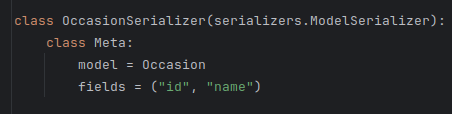 class OccasionSerializer(serializers.ModelSerializer):
    class Meta:
        model = Occasion
        fields = ("id", "name")